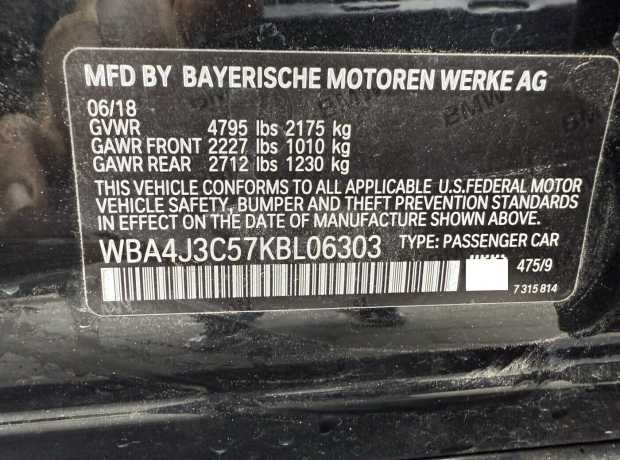 MFD BY BAYERISCHE MOTOREN WERKE AG
06/18
GVWR 4795 lbs 2175 kg
GAWR FRONT 2227 lbs 1010 kg
GAWR REAR 2712 lbs 1230 kg
THIS VEHICLE CONFORMS TO ALL APPLICABLE U.S.FEDERAL MOTOR
VEHICLE SAFETY, BUMPER AND THEFT PREVENTION STANDARDS
IN EFFECT ON THE DATE OF MANUFACTURE SHOWN ABOVE.
WBA4J3C57KBL06303 TYPE: PASSENGER CAR
475/9
7 315 814